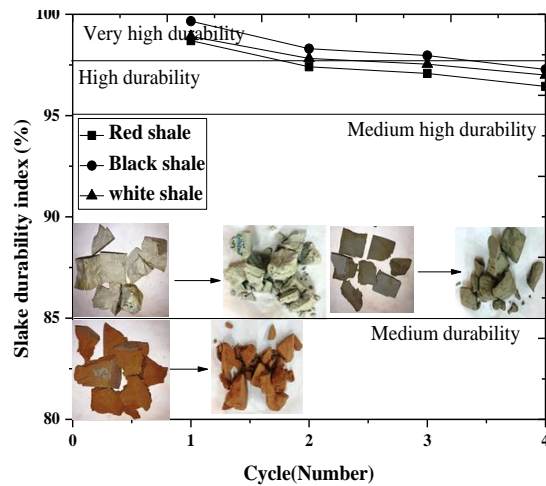 100
Very high durability
High durability
95
Medium high durability
Red shale
Black shale
white shale
90
85
Medium durability
80
0
1
2
3
4
Slake durability index (%)
Cycle(Number)